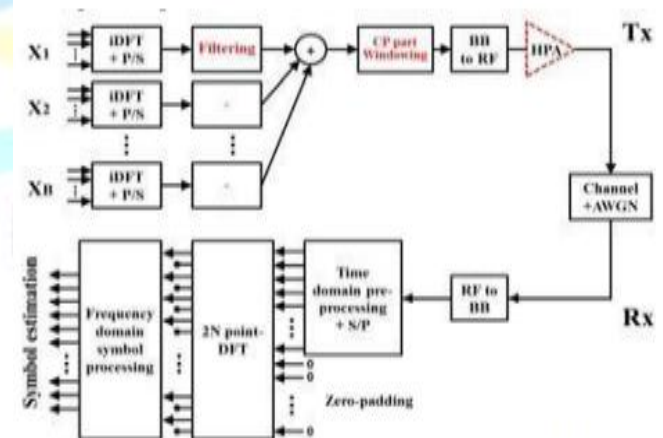 X1
iDFT
+ P/S
Filtering
+
CP part
Windowing
BB
to RF
HPA
Tx
X2
iDFT
+ P/S
XB
iDFT
+ P/S
Channel
+AWGN
Symbol estimation
Frequency
domain
symbol
processing
2N point-
DFT
Time
domain pre-
processing
+ S/P
RF to
BB
Rx
0
0
0
Zero-padding